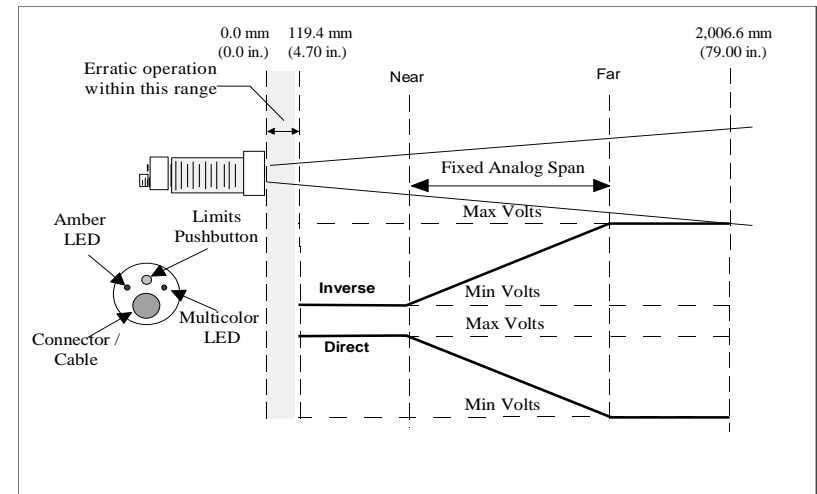 0.0 mm
(0.0 in.)
119.4 mm
(4.70 in.)
2,006.6 mm
(79.00 in.)
Erratic operation
within this range
Near
Far
Fixed Analog Span
Max Volts
Amber
LED
Limits
Pushbutton
Inverse
Min Volts
Max Volts
Multicolor
LED
Connector /
Cable
Direct
Min Volts